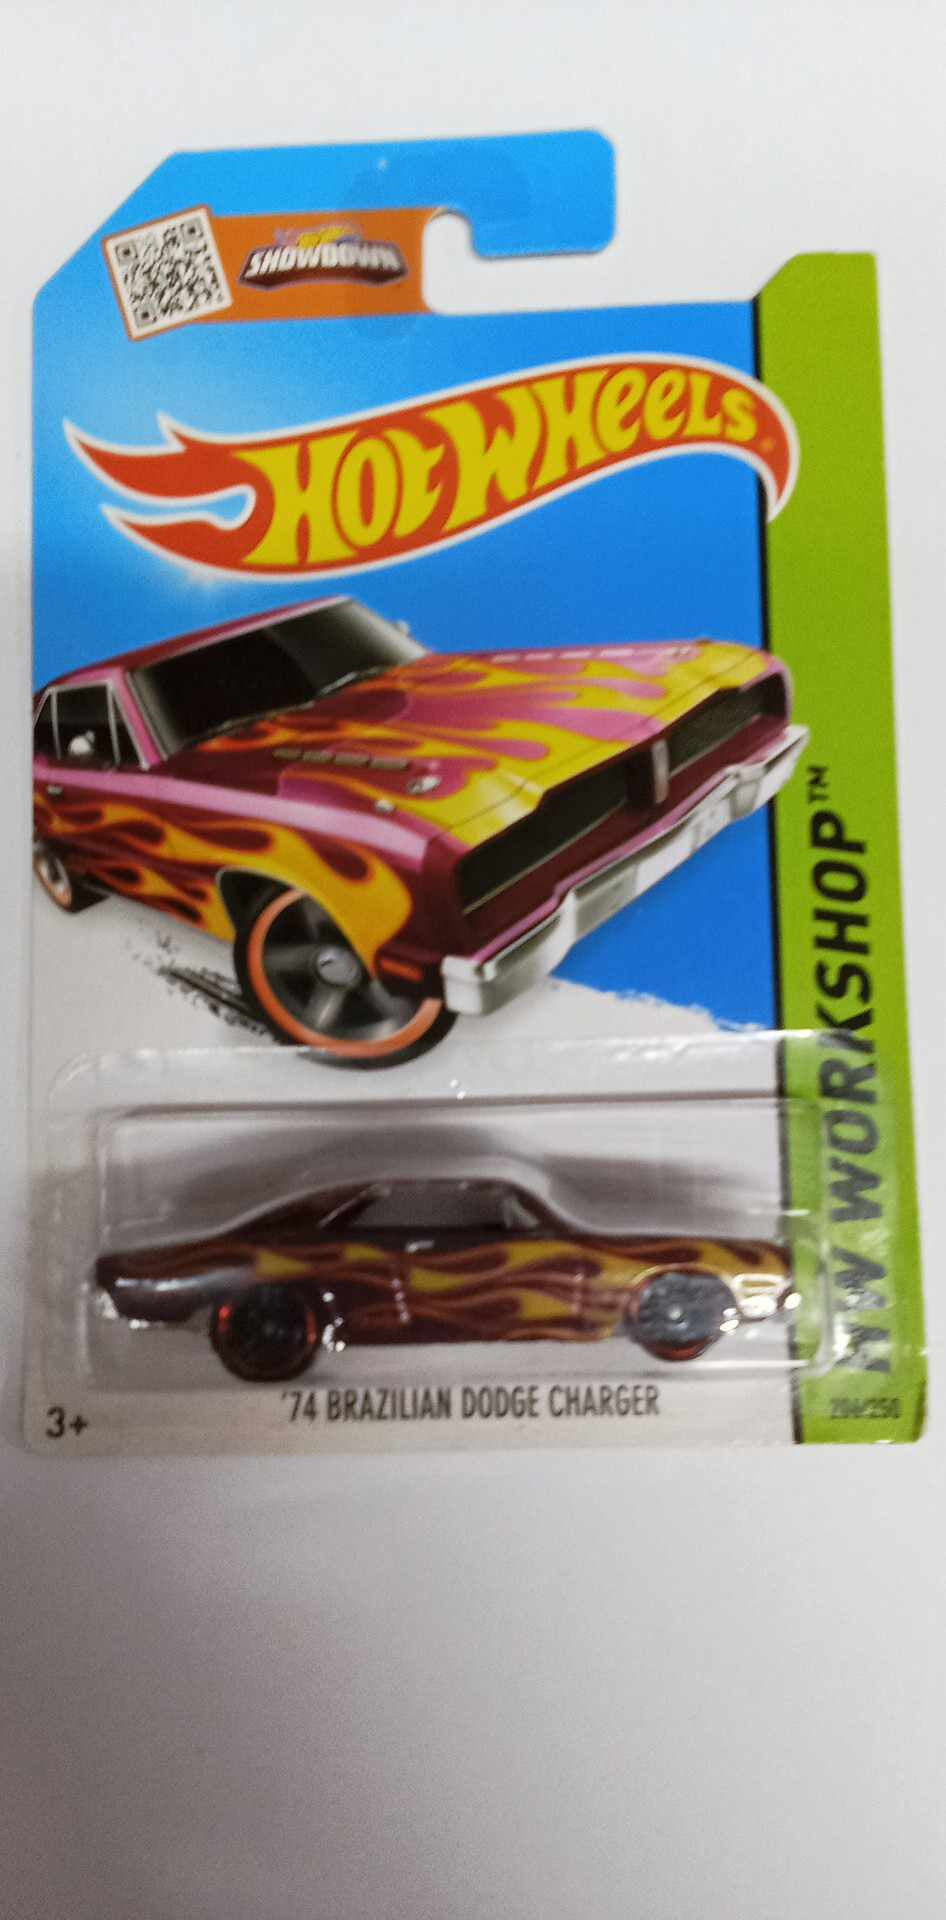 SHOWDOWN
HOT WHEELS
HW WORKSHOP™
'74 BRAZILIAN DODGE CHARGER
3+